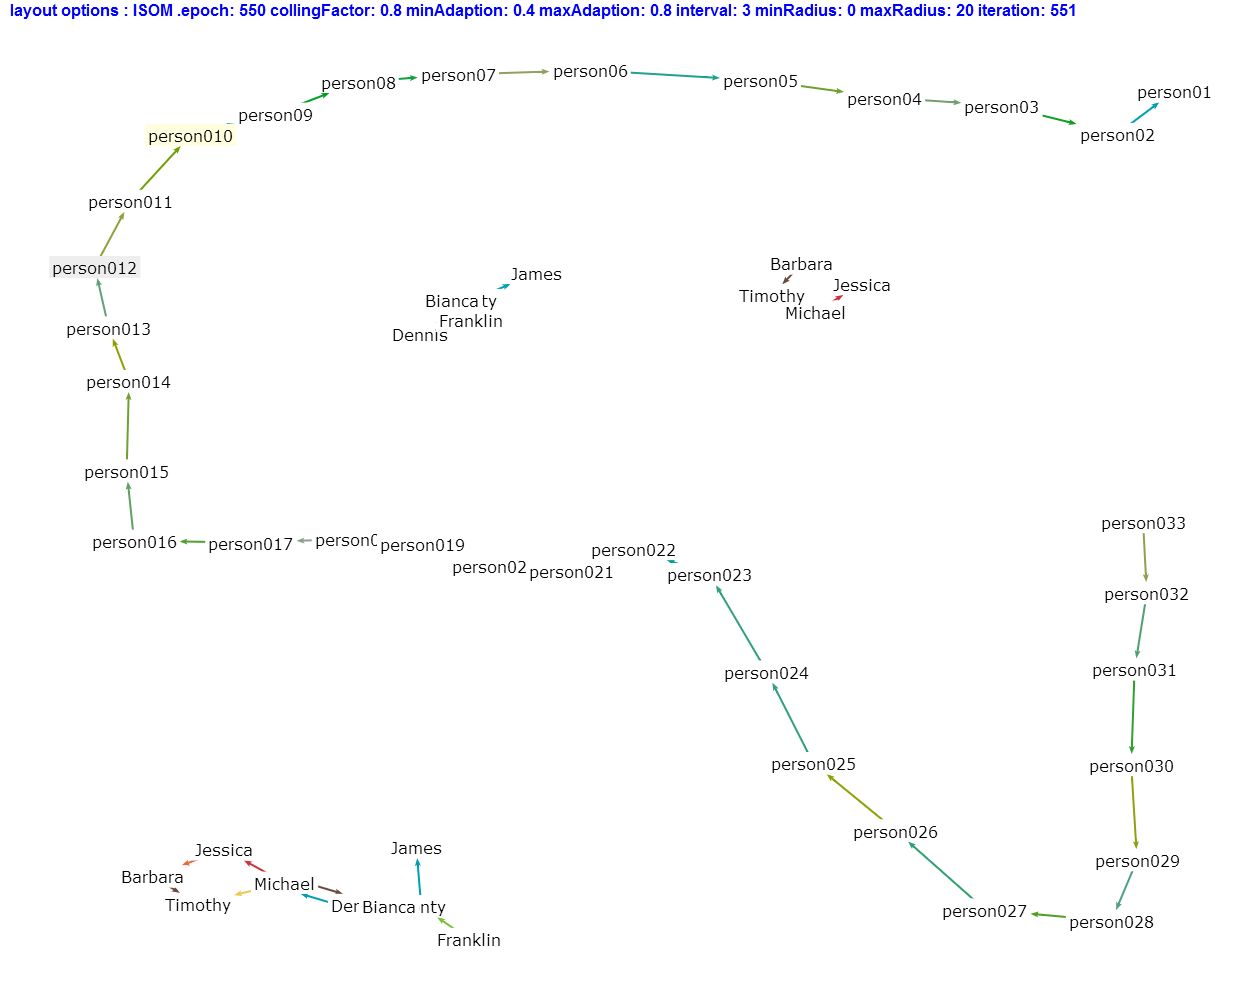 layout options : ISOM .epoch: 550 collingFactor: 0.8 minAdaption: 0.4 maxAdaption: 0.8 interval: 3 minRadius: 0 maxRadius: 20 iteration: 551
person08
person07
person06
person05
person04
person03
person02
person01
person09
person010
person011
person012
person013
person014
person015
person016
James
Bianca ty
Franklin
Dennis
Barbara
Timothy
Jessica
Michael
person017
person0
person019
person02
person021
person022
person023
person024
person025
person026
person027
person028
person029
person030
person031
person032
person033
Jessica
Barbara
Timothy
Michael
James
Der Bianca nty
Franklin